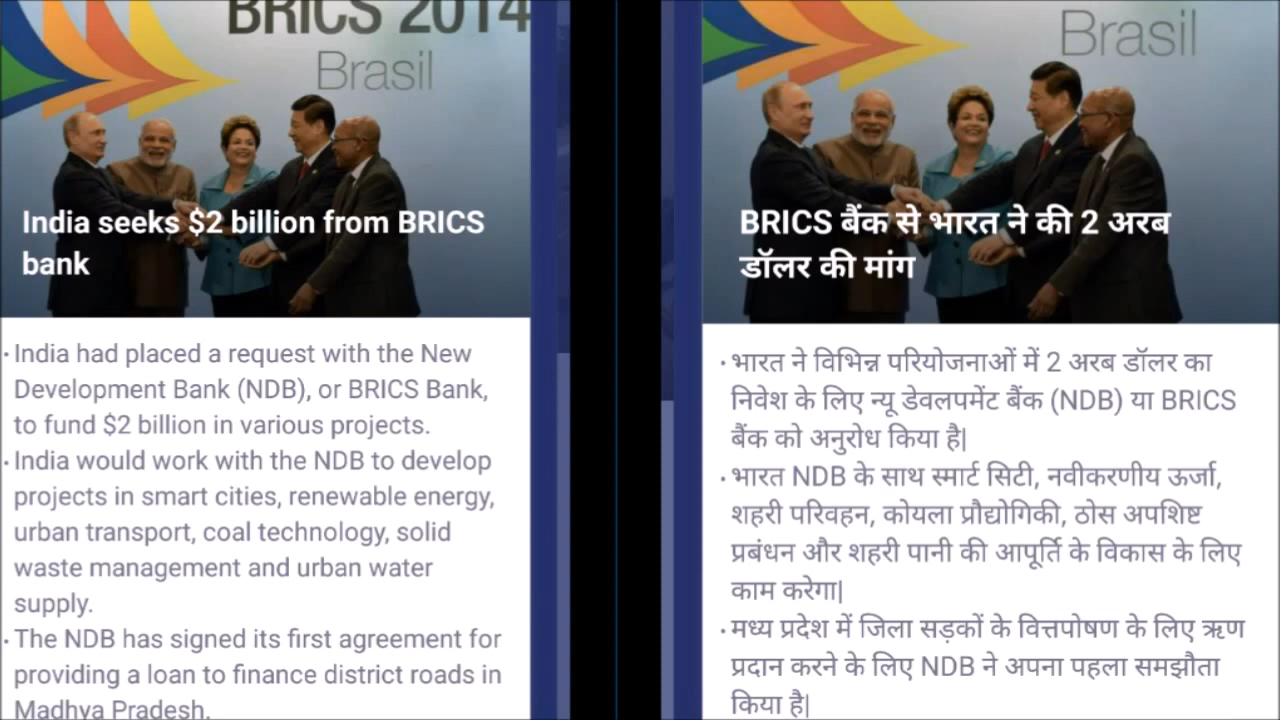 BRICS 2014
Brasil
India seeks $2 billion from BRICS
bank
· India had placed a request with the New
Development Bank (NDB), or BRICS Bank,
to fund $2 billion in various projects.
· India would work with the NDB to develop
projects in smart cities, renewable energy,
urban transport, coal technology, solid
waste management and urban water
supply.
· The NDB has signed its first agreement for
providing a loan to finance district roads in
Madhya Pradesh.
Brasil
BRICS बैंक से भारत ने की 2 अरब
डॉलर की मांग
· भारत ने विभिन्न परियोजनाओं में 2 अरब डॉलर का
निवेश के लिए न्यू डेवलपमेंट बैंक (NDB) या BRICS
बैंक को अनुरोध किया है|
· भारत NDB के साथ स्मार्ट सिटी, नवीकरणीय ऊर्जा,
शहरी परिवहन, कोयला प्रौद्योगिकी, ठोस अपशिष्ट
प्रबंधन और शहरी पानी की आपूर्ति के विकास के लिए
काम करेगा|
· मध्य प्रदेश में जिला सड़कों के वित्तपोषण के लिए ऋण
प्रदान करने के लिए NDB ने अपना पहला समझौता
किया है|